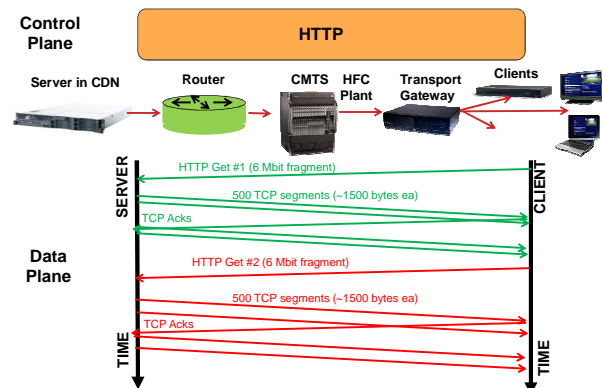 Control
Plane
HTTP
Server in CDN
Router
CMTS
HFC
Plant
Transport
Gateway
Clients
SERVER
CLIENT
HTTP Get #1 (6 Mbit fragment)
500 TCP segments (~1500 bytes ea)
TCP Acks
Data
Plane
HTTP Get #2 (6 Mbit fragment)
500 TCP segments (~1500 bytes ea)
TCP Acks
TIME
TIME